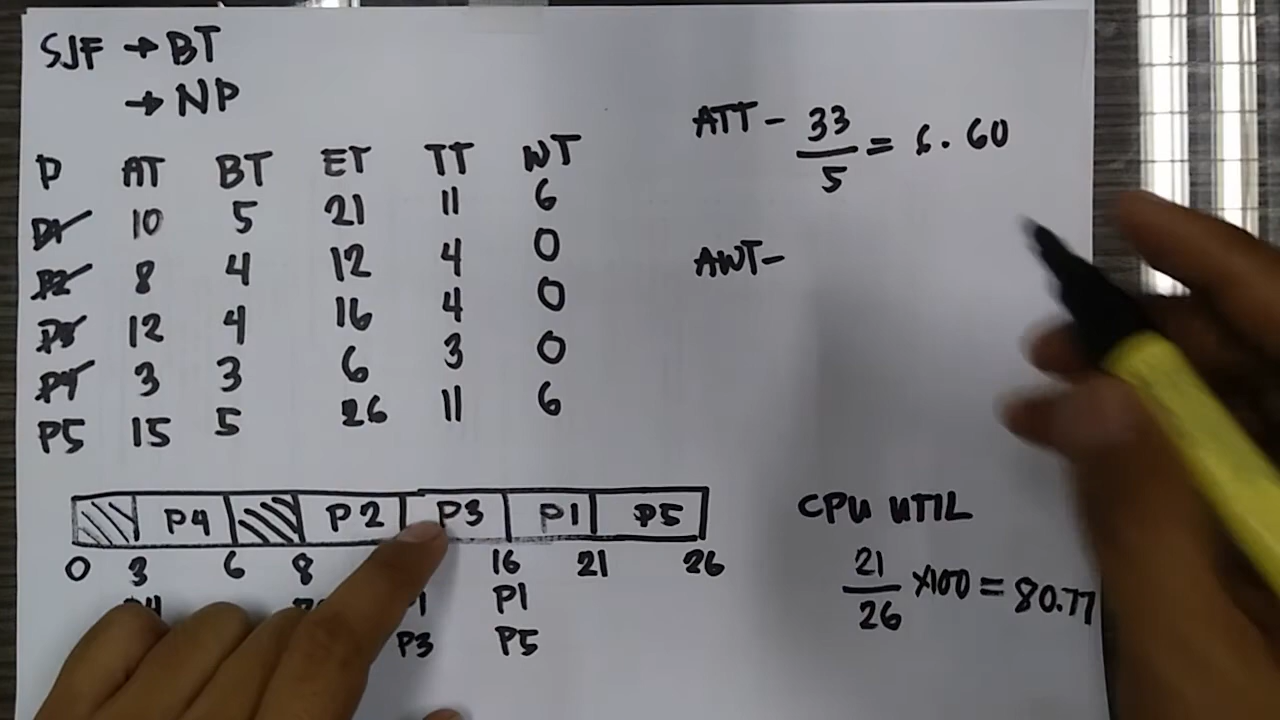 SJF → BT
→ NP
P AT BT ET TT WT
P1 10 5 21 11 6
P2 8 4 12 4 0
P3 12 4 16 4 0
P4 3 3 6 3 0
P5 15 5 26 11 6
ATT - 33/5 = 6.60
AWT-
P4 P2 P3 P1 P5
0 3 6 8 16 21 26
P1
P3 P5
CPU UTIL
21/26 ×100 = 80.77